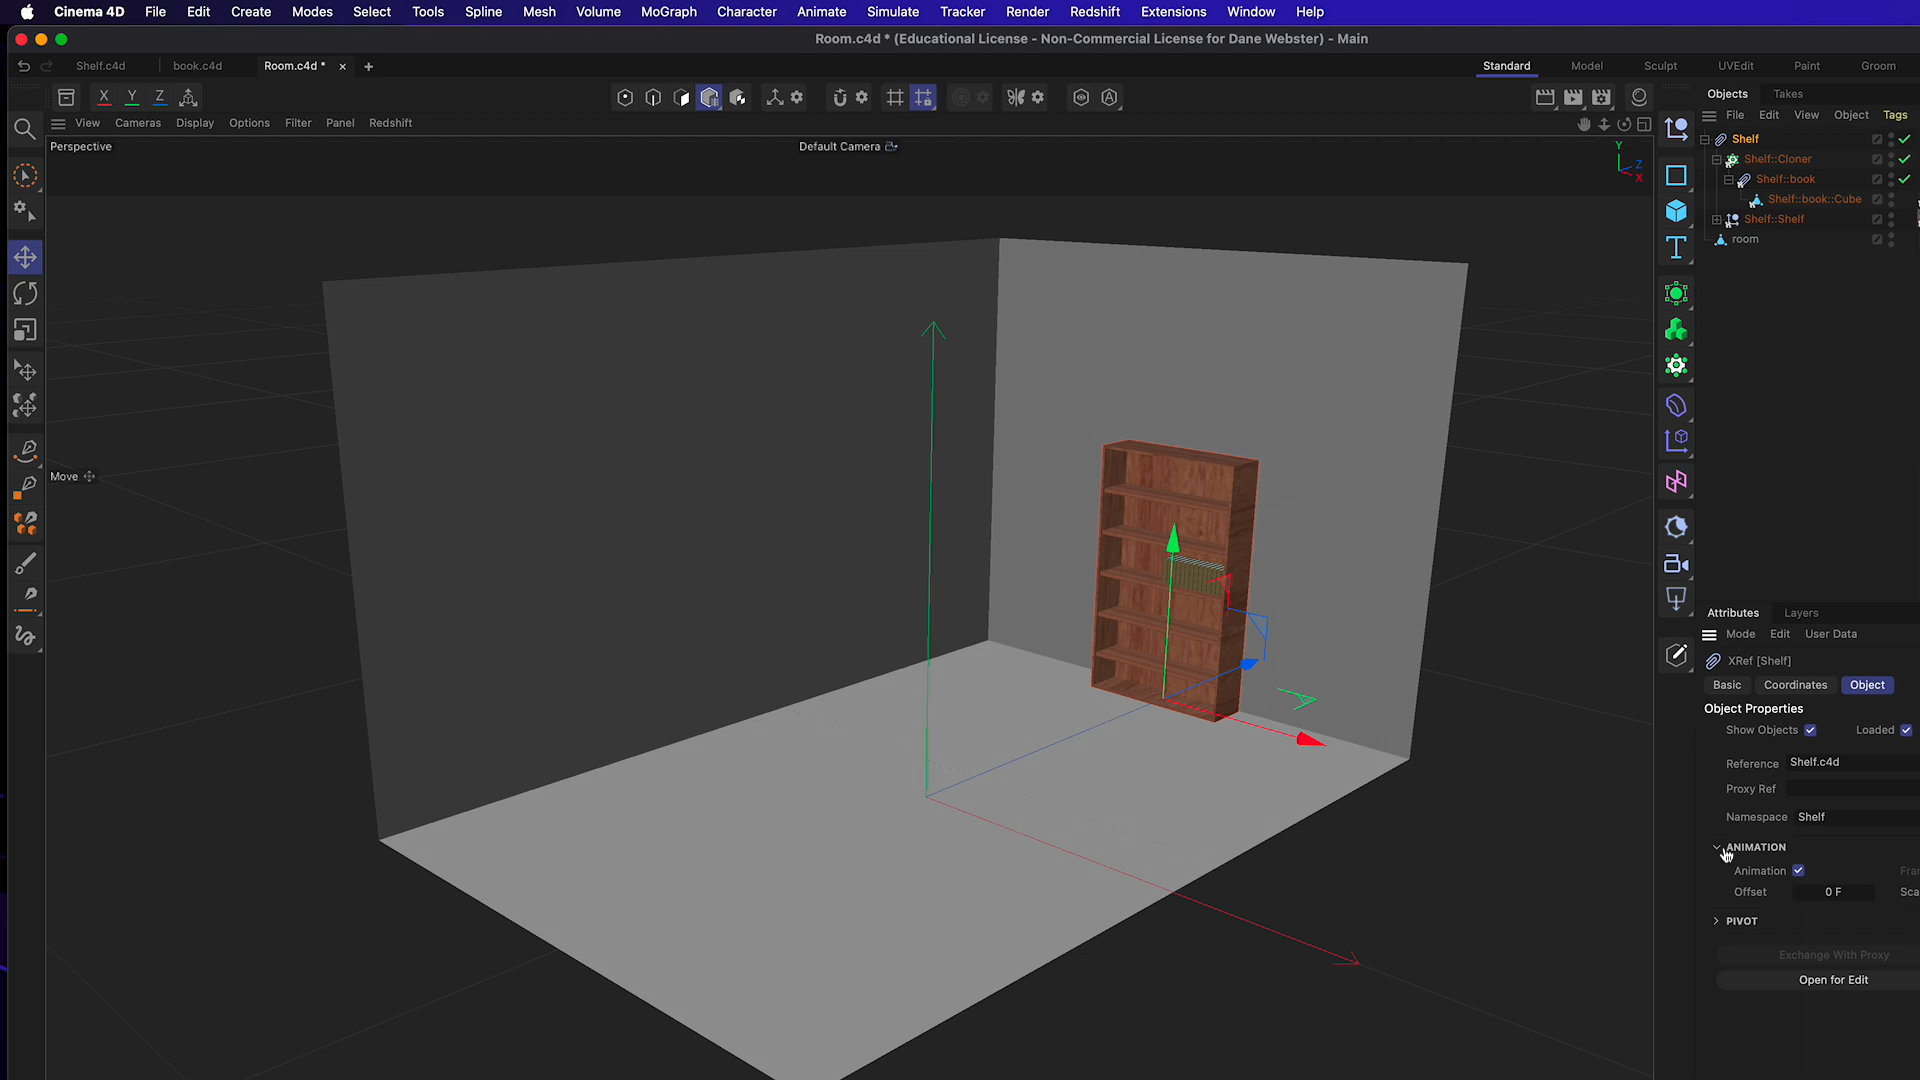 Cinema 4D File Edit Create Modes Select Tools Spline Mesh Volume MoGraph Character Animate Simulate Tracker Render Redshift Extensions Window Help
Room.c4d * (Educational License - Non-Commercial License for Dane Webster) - Main
Shelf.c4d book.c4d Room.c4d * × + Standard Model Sculpt UVEdit Paint Groom
X Y Z
Objects Takes
View Cameras Display Options Filter Panel Redshift
File Edit View Object Tags
Perspective Default Camera
Y Z X
Shelf
Shelf::Cloner
Shelf::book
Shelf::book::Cube
Shelf::Shelf
room
Move
Attributes Layers
Mode Edit User Data
XRef [Shelf]
Basic Coordinates Object
Object Properties
Show Objects Loaded
Reference Shelf.c4d
Proxy Ref
Namespace Shelf
ANIMATION
Animation Fra
Offset 0 F Sca
PIVOT
Exchange With Proxy
Open for Edit